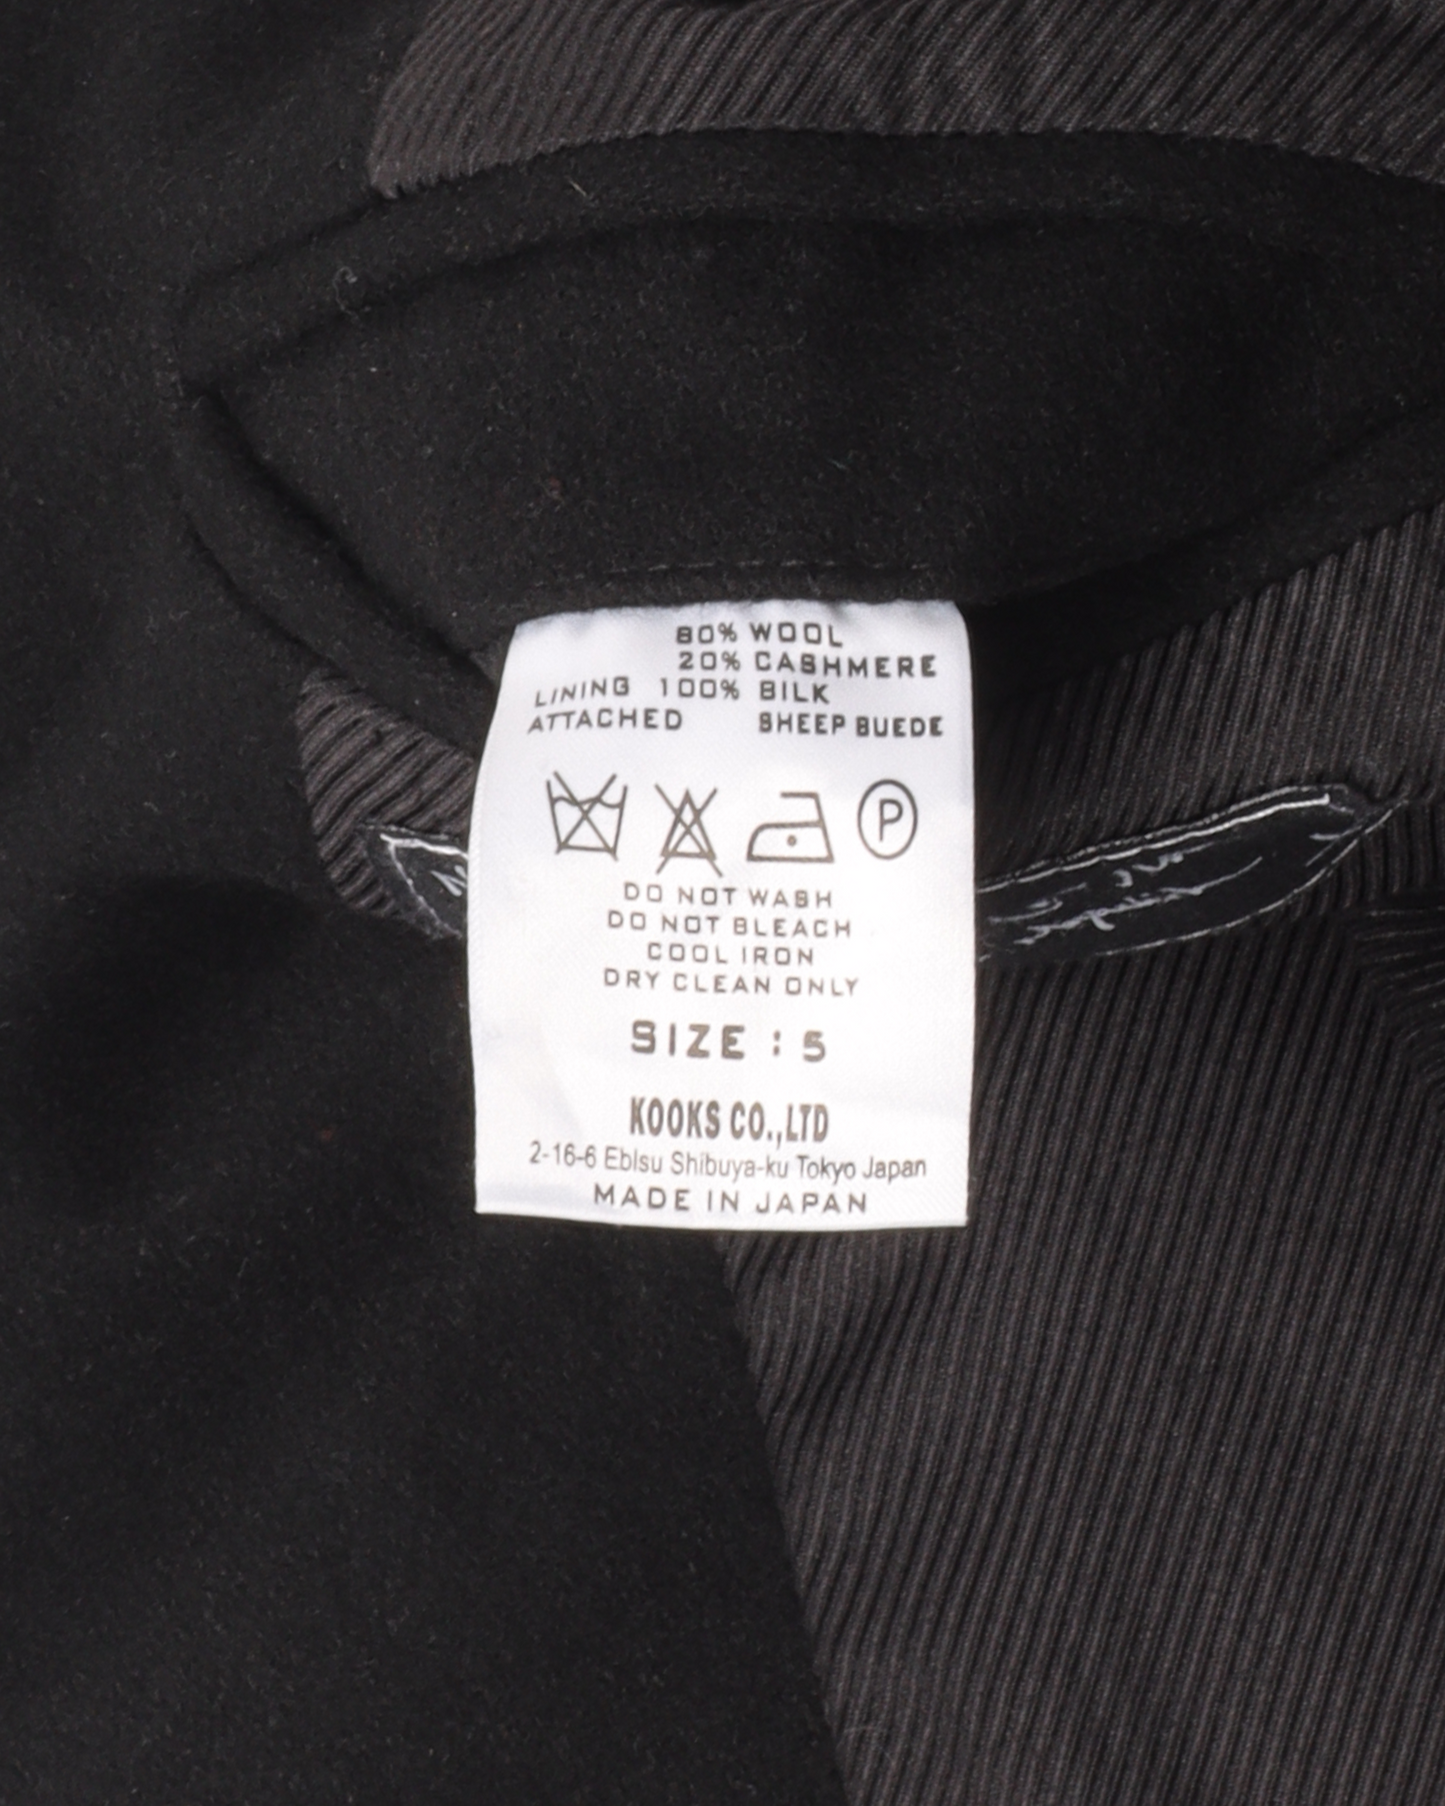 80% WOOL
20% CASHMERE
LINING 100% SILK
ATTACHED SHEEP SUEDE
P
DO NOT WASH
DO NOT BLEACH
COOL IRON
DRY CLEAN ONLY
SIZE : 5
KOOKS CO.,LTD
2-16-6 Ebisu Shibuya-ku Tokyo Japan
MADE IN JAPAN